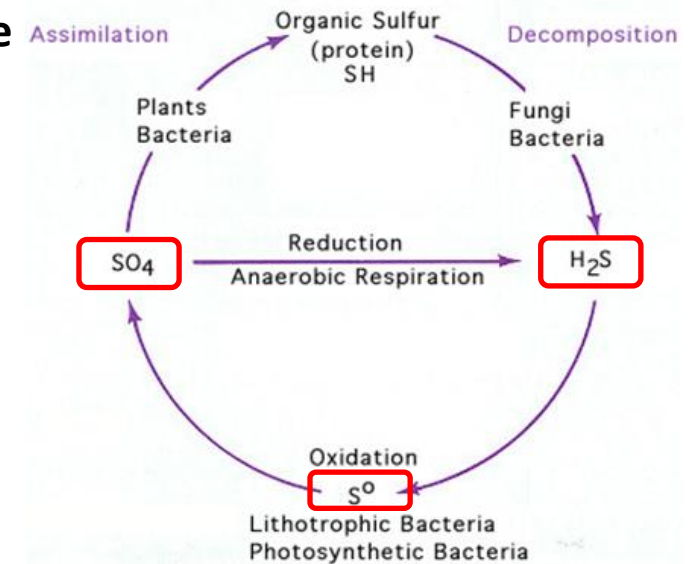 e
Assimilation
Organic Sulfur
(protein)
SH
Decomposition
Plants
Bacteria
Fungi
Bacteria
SO4
Reduction
Anaerobic Respiration
H2S
Oxidation
S°
Lithotrophic Bacteria
Photosynthetic Bacteria